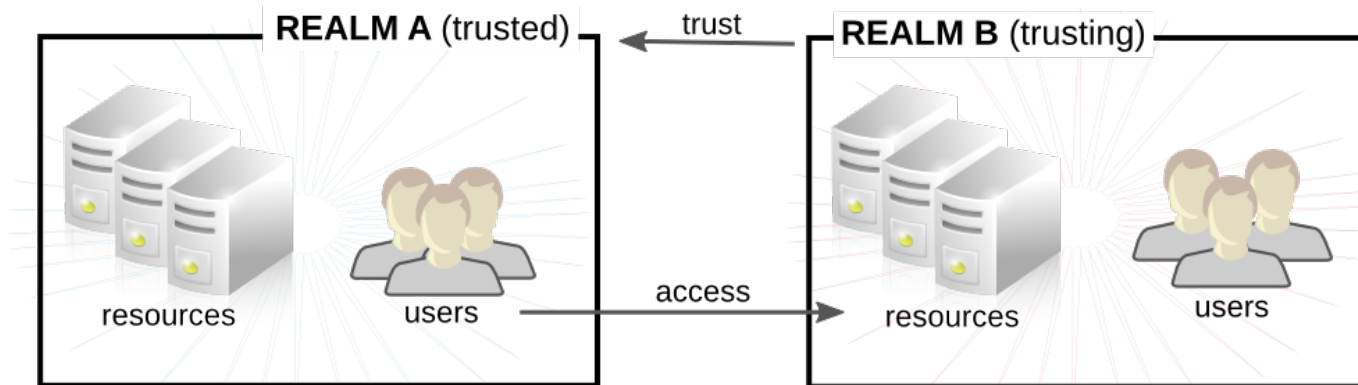 REALM A (trusted)
trust
REALM B (trusting)
resources
users
access
resources
users